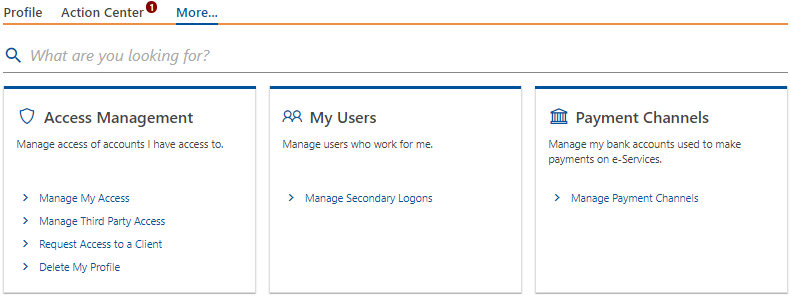 Profile Action Center 1 More...
What are you looking for?
Access Management
Manage access of accounts I have access to.
Manage My Access
Manage Third Party Access
Request Access to a Client
Delete My Profile
My Users
Manage users who work for me.
Manage Secondary Logons
Payment Channels
Manage my bank accounts used to make
payments on e-Services.
Manage Payment Channels